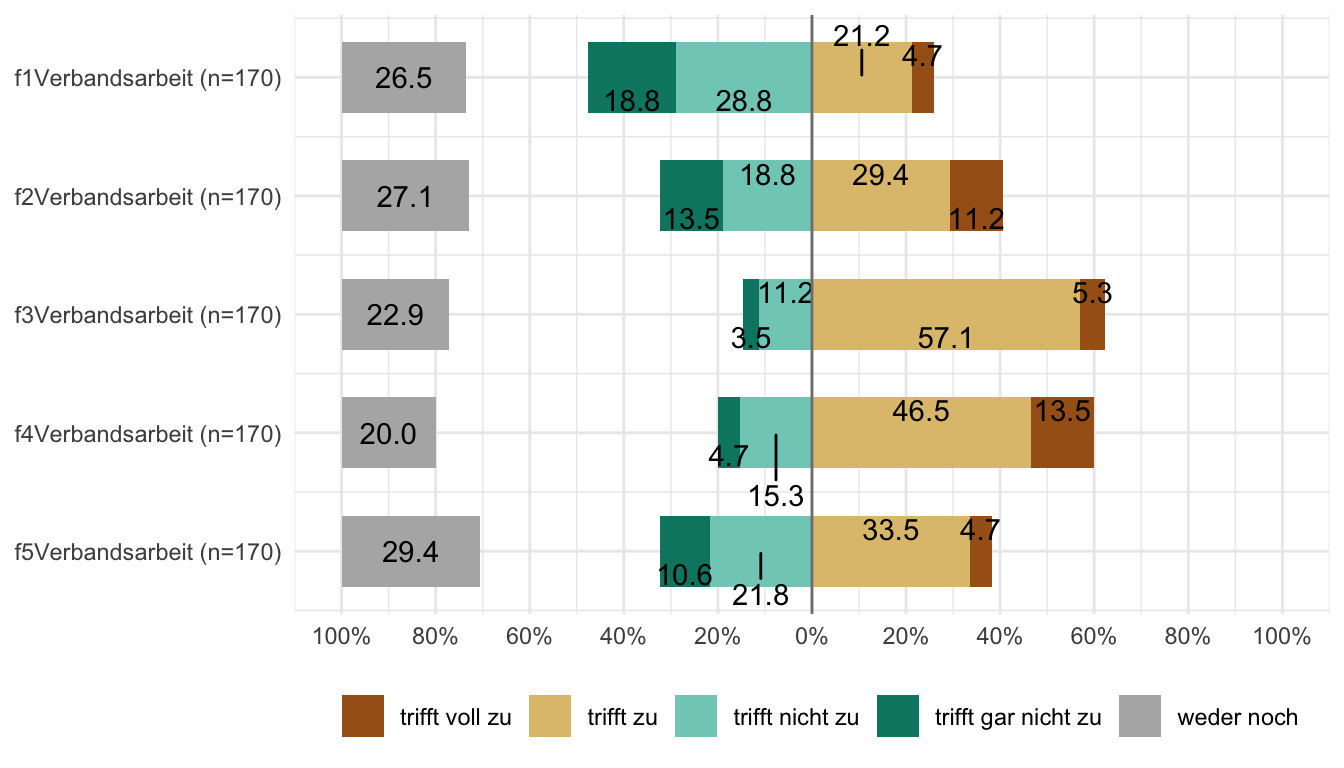 f1Verbandsarbeit (n=170) 26.5 18.8 28.8 21.2 4.7
f2Verbandsarbeit (n=170) 27.1 13.5 18.8 29.4 11.2
f3Verbandsarbeit (n=170) 22.9 3.5 11.2 57.1 5.3
f4Verbandsarbeit (n=170) 20.0 4.7 15.3 46.5 13.5
f5Verbandsarbeit (n=170) 29.4 10.6 21.8 33.5 4.7
100% 80% 60% 40% 20% 0% 20% 40% 60% 80% 100%
trifft voll zu trifft zu trifft nicht zu trifft gar nicht zu weder noch